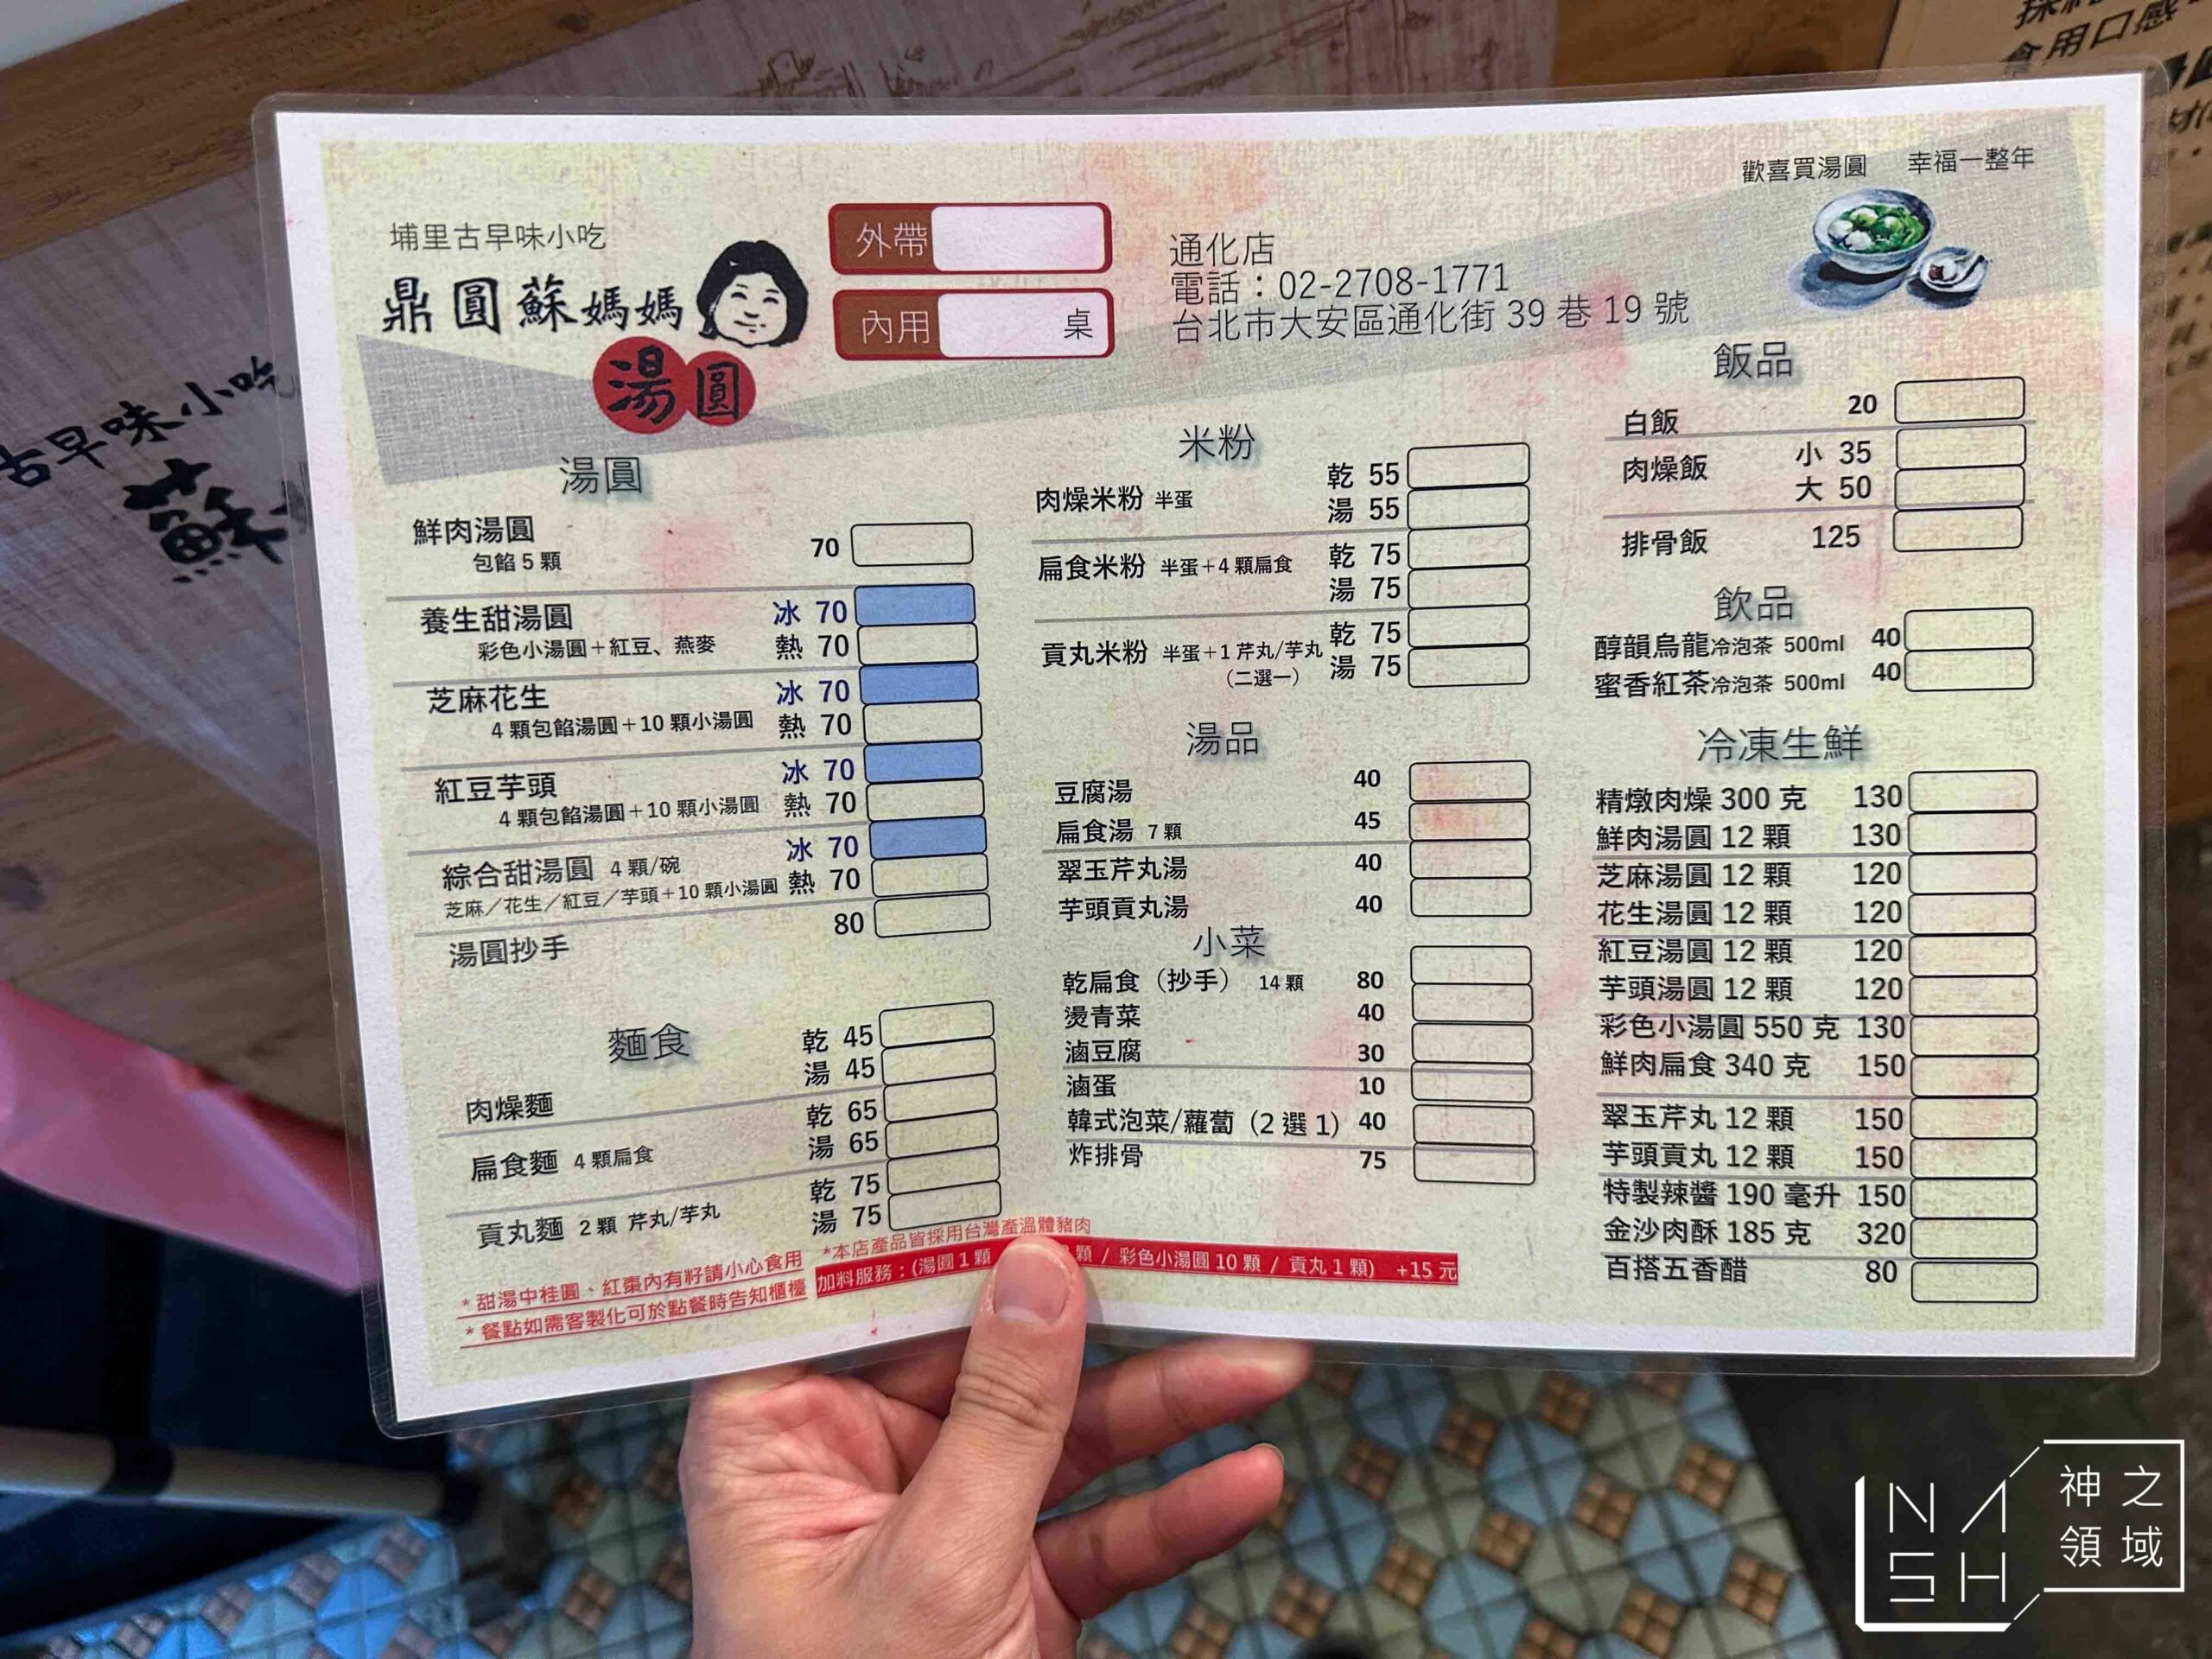 埔里古早味小吃
鼎圓蘇媽媽
湯圓
外帶
內用 桌
通化店
電話：02-2708-1771
台北市大安區通化街 39 巷 19 號
歡喜買湯圓 幸福一整年
湯圓
鮮肉湯圓 70
包餡 5 顆
養生甜湯圓 冰 70
彩色小湯圓＋紅豆、燕麥 熱 70
芝麻花生 冰 70
4 顆包餡湯圓＋10 顆小湯圓 熱 70
紅豆芋頭 冰 70
4 顆包餡湯圓＋10 顆小湯圓 熱 70
綜合甜湯圓 4 顆/碗 冰 70
芝麻／花生／紅豆／芋頭＋10 顆小湯圓 熱 70
湯圓抄手 80
麵食
肉燥麵 乾 45
湯 45
扁食麵 4 顆扁食 乾 65
湯 65
貢丸麵 2 顆 芹丸/芋丸 乾 75
湯 75
米粉
肉燥米粉 半蛋 乾 55
湯 55
扁食米粉 半蛋＋4 顆扁食 乾 75
湯 75
貢丸米粉 半蛋＋1 芹丸/芋丸 乾 75
（二選一） 湯 75
湯品
豆腐湯 40
扁食湯 7 顆 45
翠玉芹丸湯 40
芋頭貢丸湯 40
小菜
乾扁食（抄手） 14 顆 80
燙青菜 40
滷豆腐 30
滷蛋 10
韓式泡菜/蘿蔔（2 選 1） 40
炸排骨 75
飯品
白飯 20
肉燥飯 小 35
大 50
排骨飯 125
飲品
醇韻烏龍冷泡茶 500ml 40
蜜香紅茶冷泡茶 500ml 40
冷凍生鮮
精燉肉燥 300 克 130
鮮肉湯圓 12 顆 130
芝麻湯圓 12 顆 120
花生湯圓 12 顆 120
紅豆湯圓 12 顆 120
芋頭湯圓 12 顆 120
彩色小湯圓 550 克 130
鮮肉扁食 340 克 150
翠玉芹丸 12 顆 150
芋頭貢丸 12 顆 150
特製辣醬 190 毫升 150
金沙肉酥 185 克 320
百搭五香醋 80
*甜湯中桂圓、紅棗內有籽請小心食用
*餐點如需客製化可於點餐時告知櫃檯
*本店產品皆採用台灣產溫體豬肉
加料服務：(湯圓 1 顆 顆 / 彩色小湯圓 10 顆 / 貢丸 1 顆) +15 元
古早味小吃
蘇
食用口感
NASH
神之領域